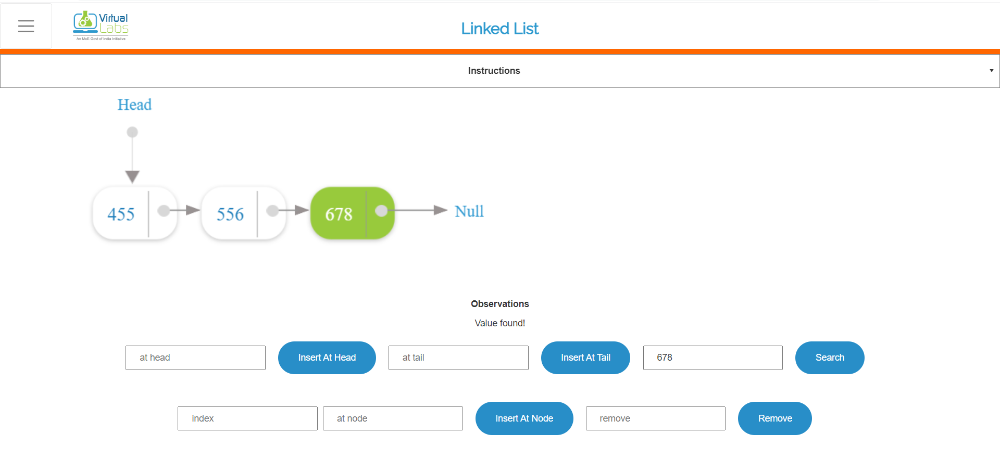 Virtual
Labs
An MoE Govt of India Initiative
Linked List
Instructions
Head
455
556
678
Null
Observations
Value found!
at head
Insert At Head
at tail
Insert At Tail
678
Search
index
at node
Insert At Node
remove
Remove